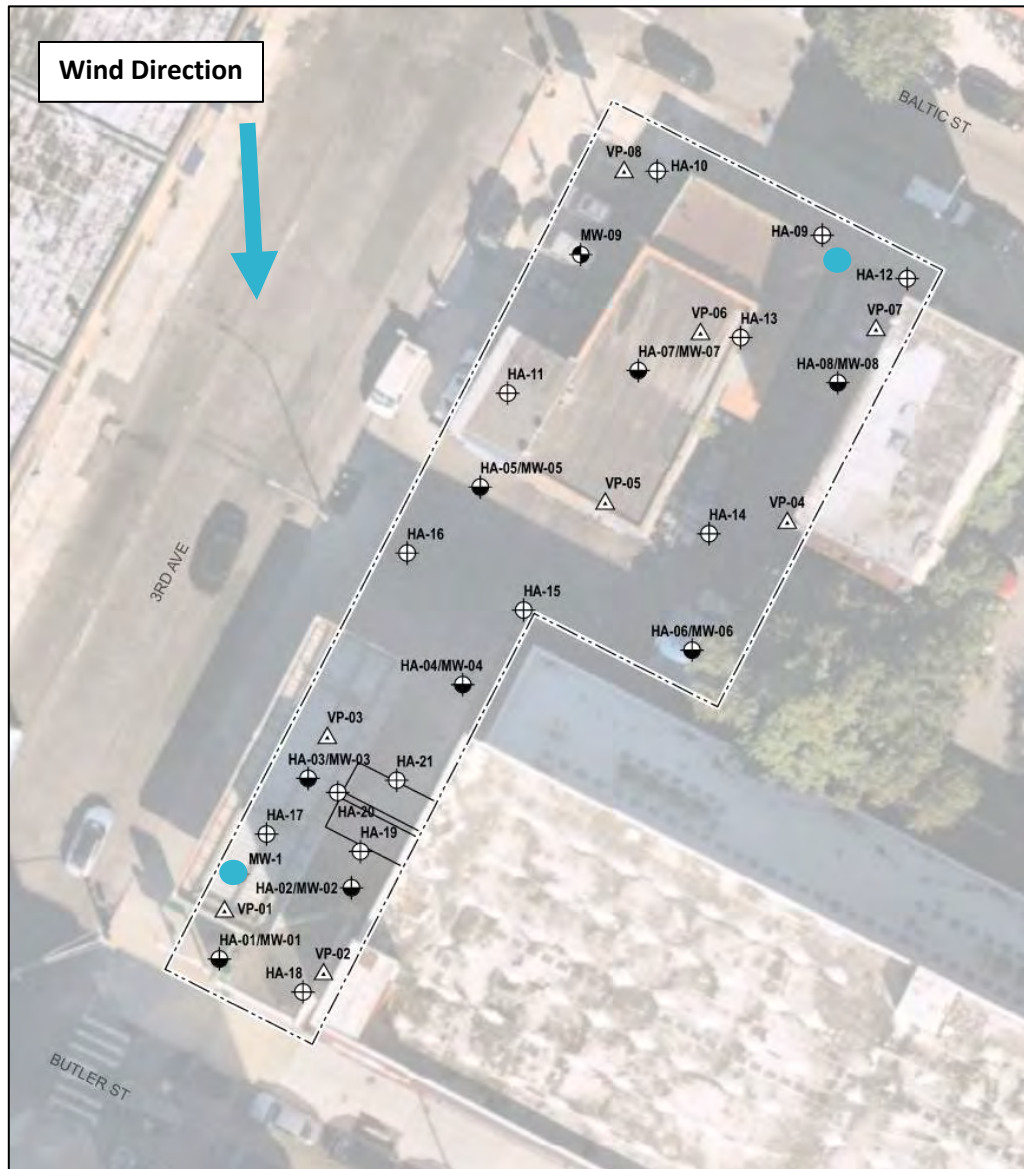 Wind Direction
BALTIC ST
VP-08
HA-10
HA-09
MW-09
HA-12
VP-07
VP-06
HA-13
HA-07/MW-07
HA-08/MW-08
HA-11
HA-05/MW-05
VP-05
VP-04
HA-14
HA-16
3RD AVE
HA-15
HA-06/MW-06
HA-04/MW-04
VP-03
HA-03/MW-03
HA-21
HA-20
HA-17
HA-19
MW-1
HA-02/MW-02
VP-01
HA-01/MW-01
VP-02
HA-18
BUTLER ST